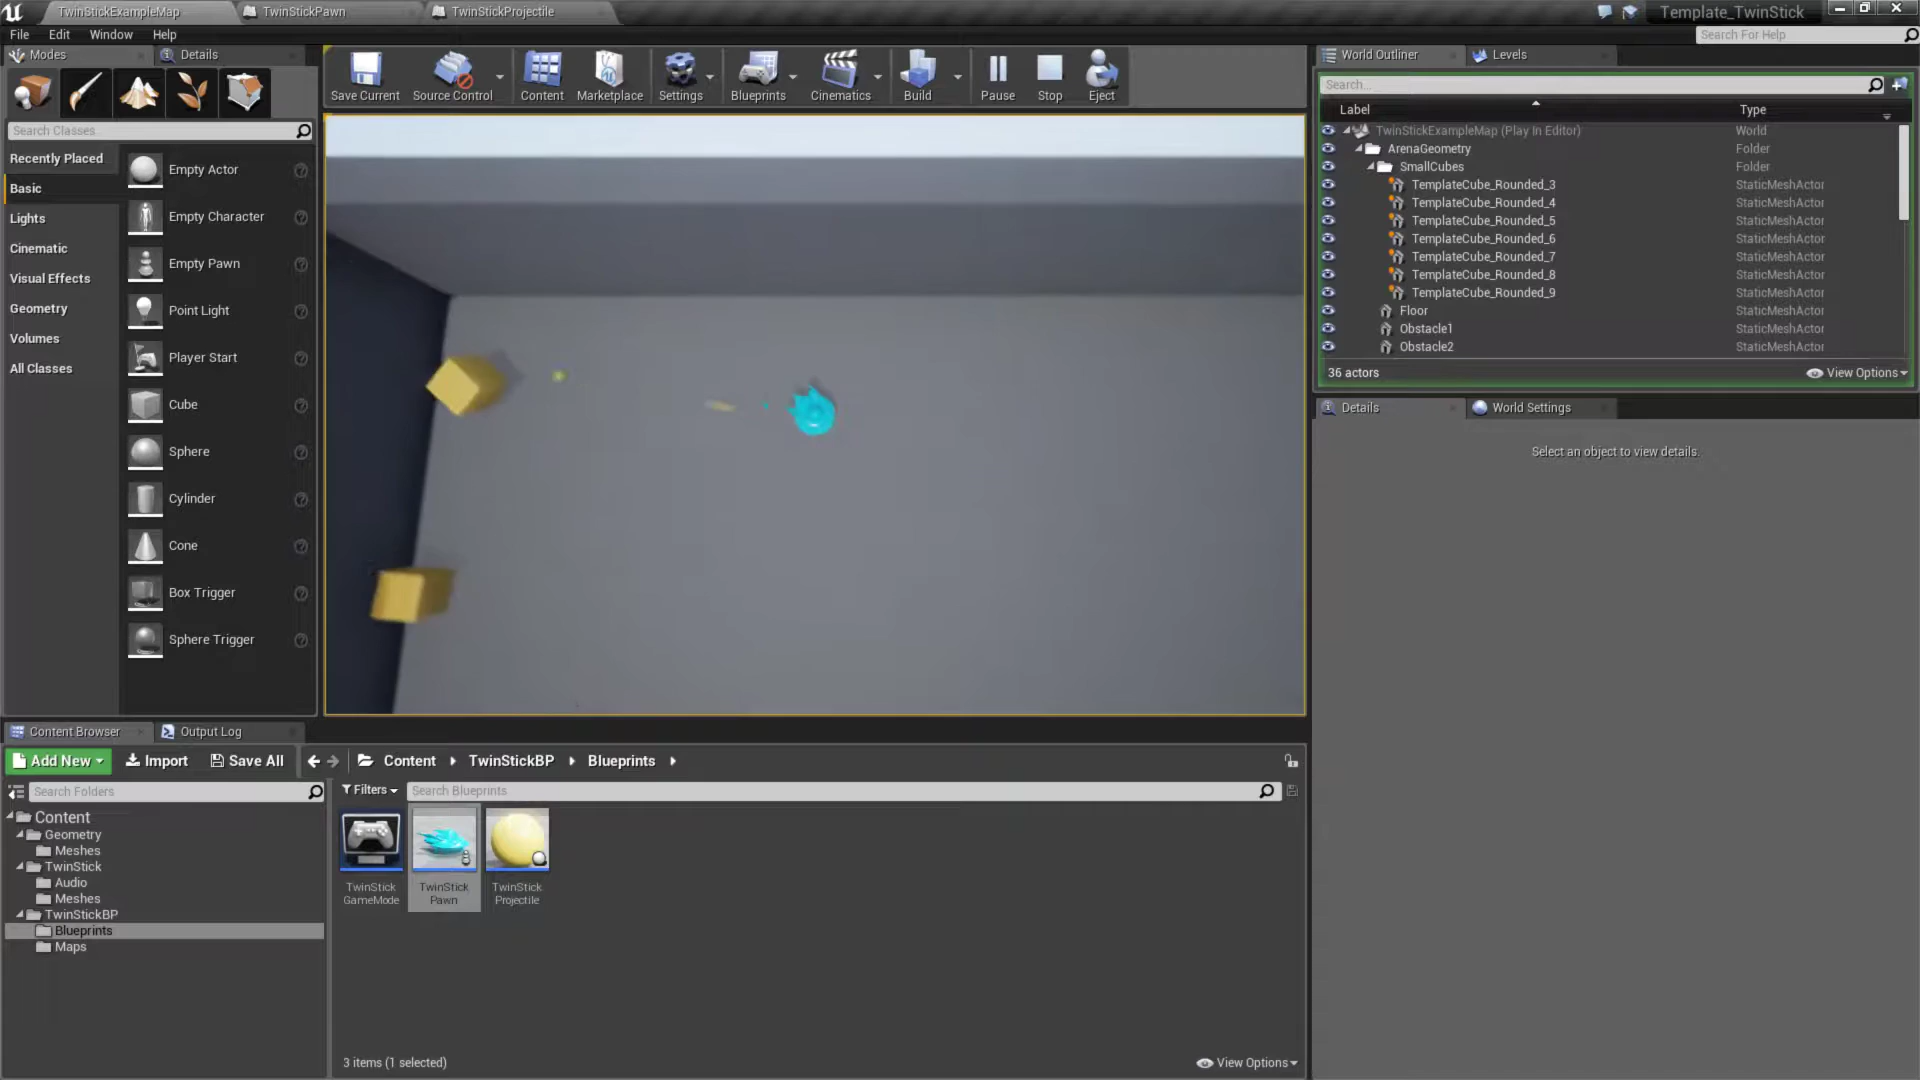 TwinStickExampleMap
TwinStickPawn
TwinStickProjectile
Template_TwinStick
File
Edit
Window
Help
Search For Help
Modes
Details
World Outliner
Levels
Save Current
Source Control
Content
Marketplace
Settings
Blueprints
Cinematics
Build
Pause
Stop
Eject
Search...
Label
Type
Search Classes
Recently Placed
Basic
Lights
Cinematic
Visual Effects
Geometry
Volumes
All Classes
Empty Actor
Empty Character
Empty Pawn
Point Light
Player Start
Cube
Sphere
Cylinder
Cone
Box Trigger
Sphere Trigger
TwinStickExampleMap (Play In Editor) World
ArenaGeometry Folder
SmallCubes Folder
TemplateCube_Rounded_3 StaticMeshActor
TemplateCube_Rounded_4 StaticMeshActor
TemplateCube_Rounded_5 StaticMeshActor
TemplateCube_Rounded_6 StaticMeshActor
TemplateCube_Rounded_7 StaticMeshActor
TemplateCube_Rounded_8 StaticMeshActor
TemplateCube_Rounded_9 StaticMeshActor
Floor StaticMeshActor
Obstacle1 StaticMeshActor
Obstacle2 StaticMeshActor
36 actors
View Options
Details
World Settings
Select an object to view details.
Content Browser
Output Log
Add New
Import
Save All
Content
TwinStickBP
Blueprints
Search Folders
Filters
Search Blueprints
Content
Geometry
Meshes
TwinStick
Audio
Meshes
TwinStickBP
Blueprints
Maps
TwinStick
GameMode
TwinStick
Pawn
TwinStick
Projectile
3 items (1 selected)
View Options